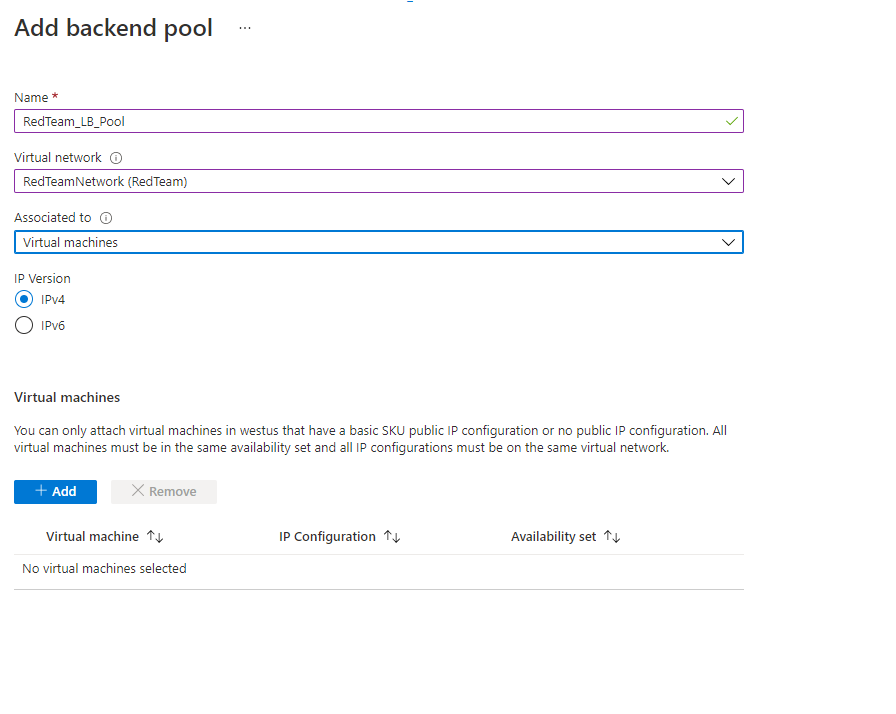 Add backend pool ...
Name *
RedTeam_LB_Pool
Virtual network
RedTeamNetwork (RedTeam)
Associated to
Virtual machines
IP Version
IPv4
IPv6
Virtual machines
You can only attach virtual machines in westus that have a basic SKU public IP configuration or no public IP configuration. All
virtual machines must be in the same availability set and all IP configurations must be on the same virtual network.
+ Add × Remove
Virtual machine ↑↓ IP Configuration ↑↓ Availability set ↑↓
No virtual machines selected